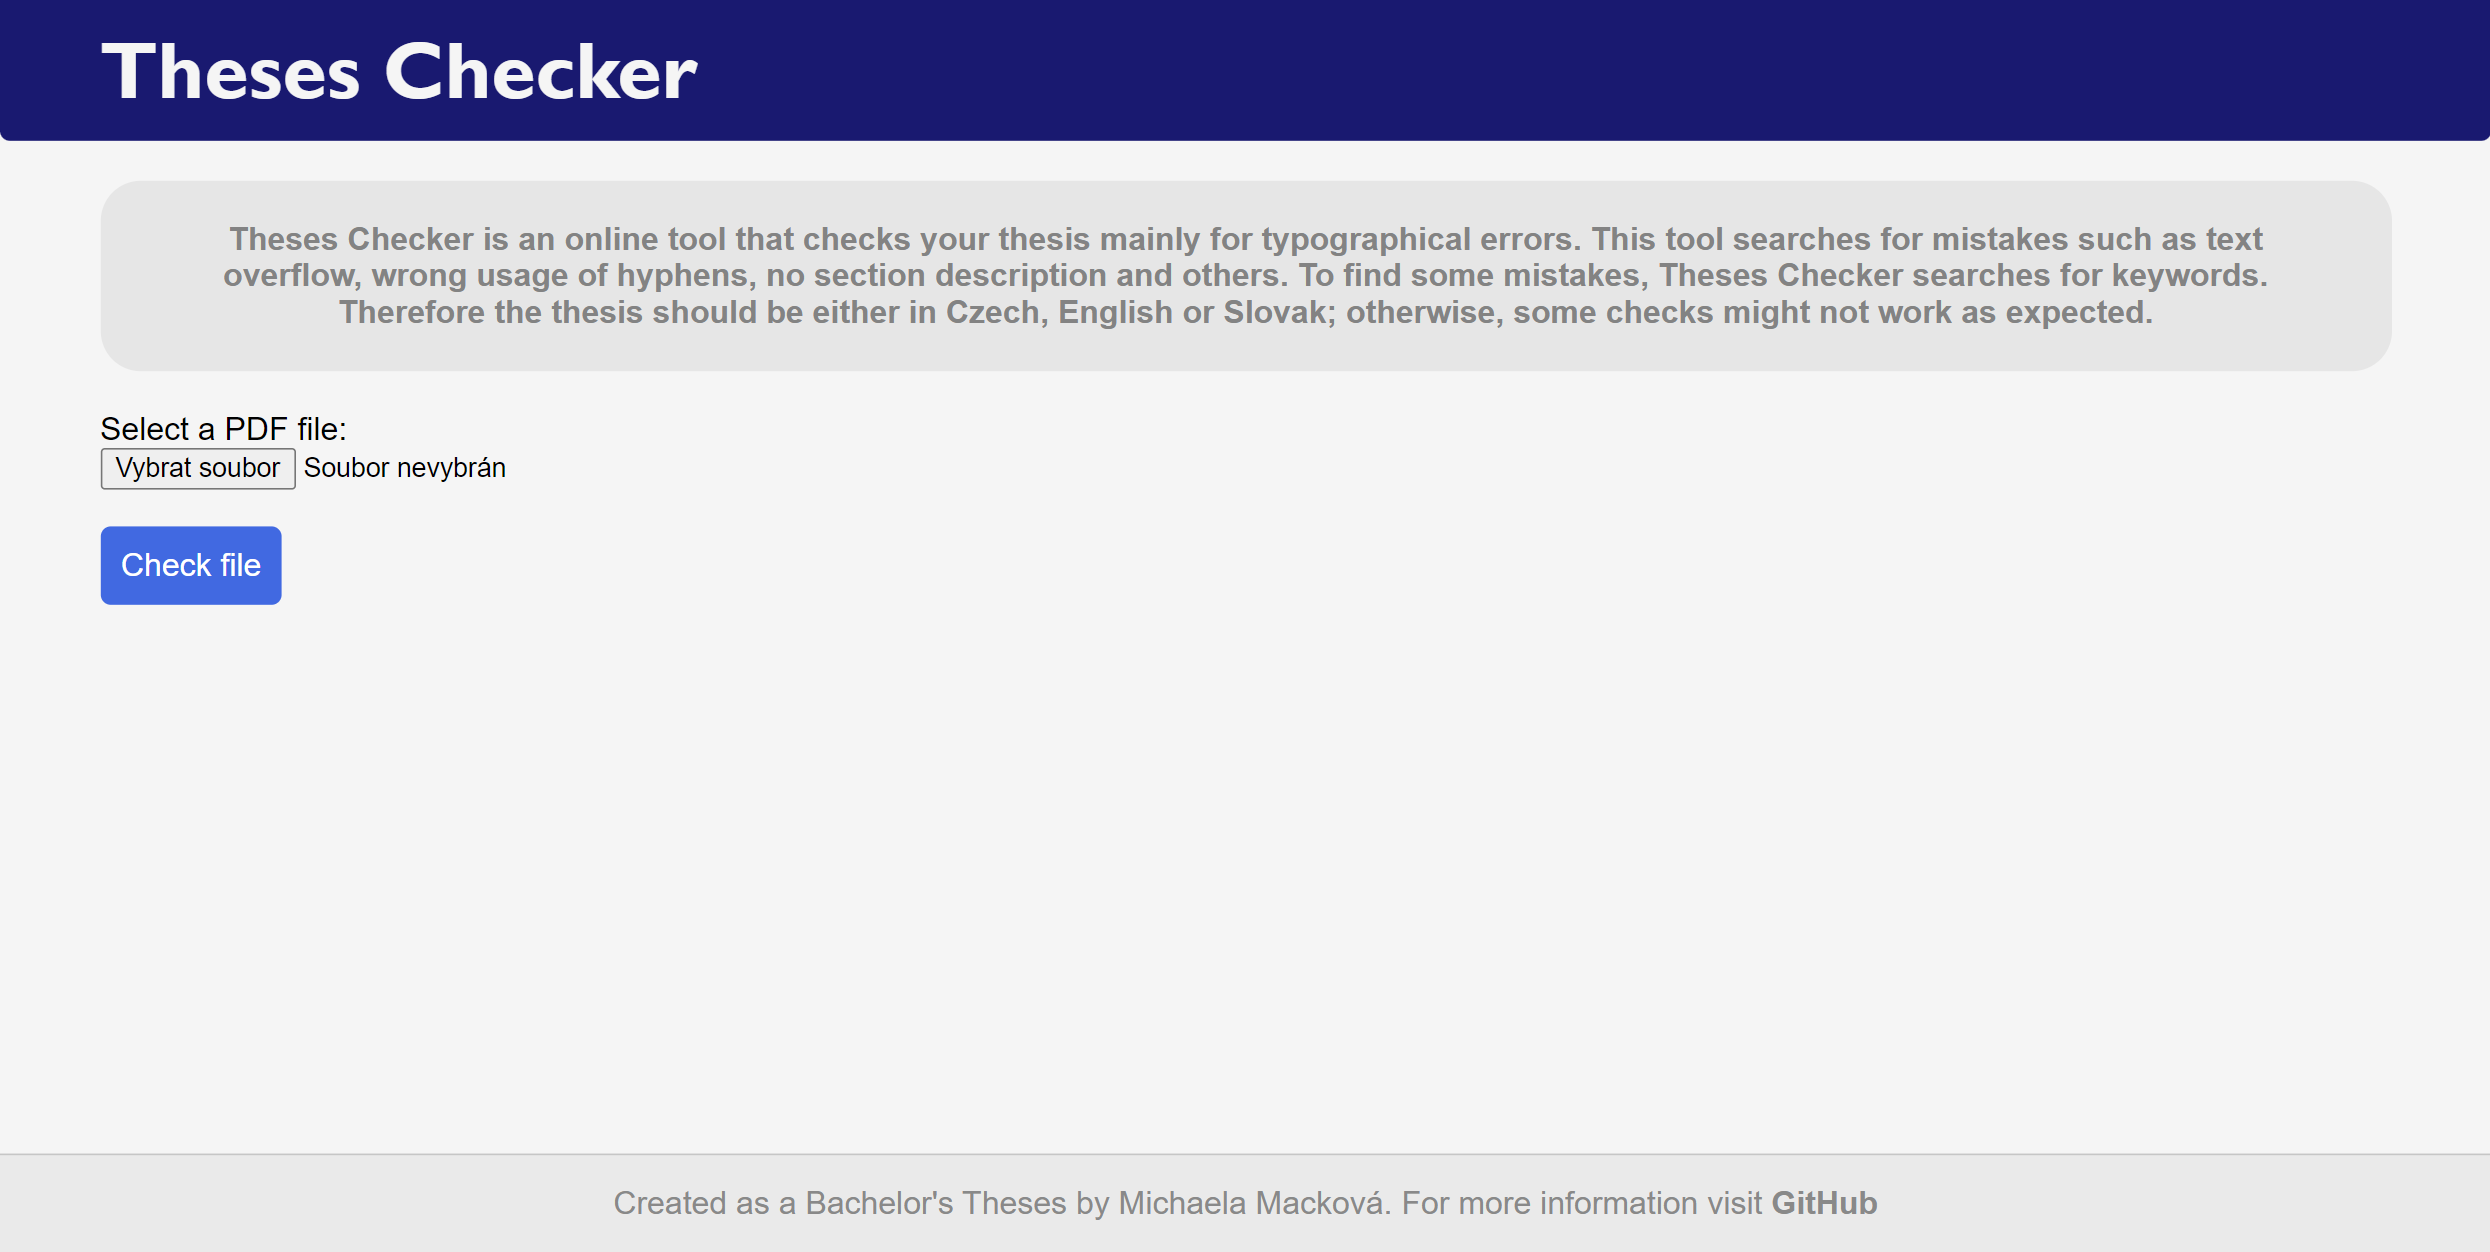 Theses Checker
Theses Checker is an online tool that checks your thesis mainly for typographical errors. This tool searches for mistakes such as text
overflow, wrong usage of hyphens, no section description and others. To find some mistakes, Theses Checker searches for keywords.
Therefore the thesis should be either in Czech, English or Slovak; otherwise, some checks might not work as expected.
Select a PDF file:
Vybrat soubor Soubor nevybrán
Check file
Created as a Bachelor's Theses by Michaela Macková. For more information visit GitHub